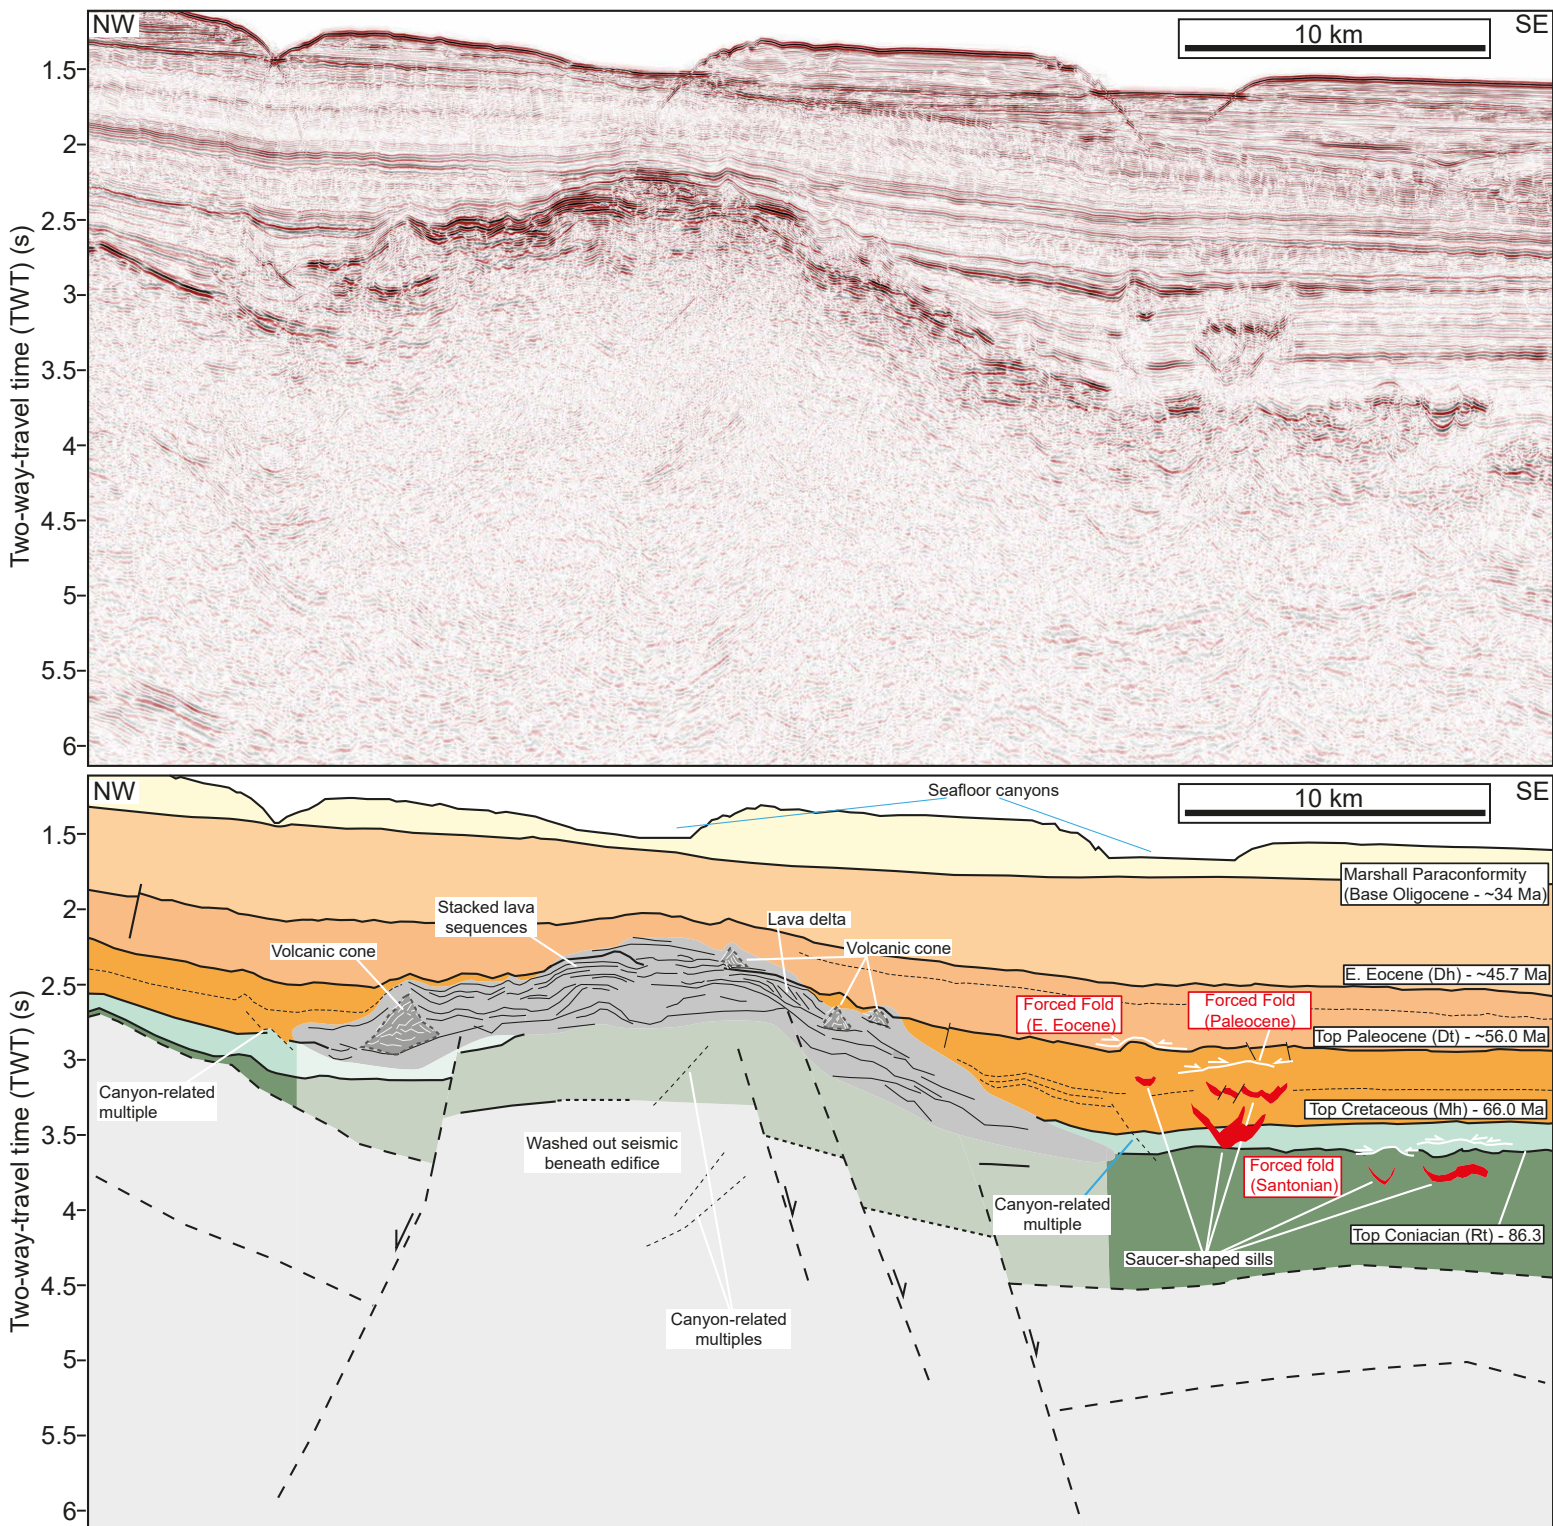 NW
10 km
SE
Two-way-travel time (TWT) (s)
1.5
2
2.5
3
3.5
4
4.5
5
5.5
6
NW
Seafloor canyons
10 km
SE
Two-way-travel time (TWT) (s)
1.5
2
2.5
3
3.5
4
4.5
5
5.5
6
Marshall Paraconformity
(Base Oligocene - ~34 Ma)
Stacked lava
sequences
Lava delta
Volcanic cone
Volcanic cone
E. Eocene (Dh) - ~45.7 Ma
Forced Fold
(E. Eocene)
Forced Fold
(Paleocene)
Top Paleocene (Dt) - ~56.0 Ma
Canyon-related
multiple
Top Cretaceous (Mh) - 66.0 Ma
Washed out seismic
beneath edifice
Forced fold
(Santonian)
Canyon-related
multiple
Top Coniacian (Rt) - 86.3
Saucer-shaped sills
Canyon-related
multiples